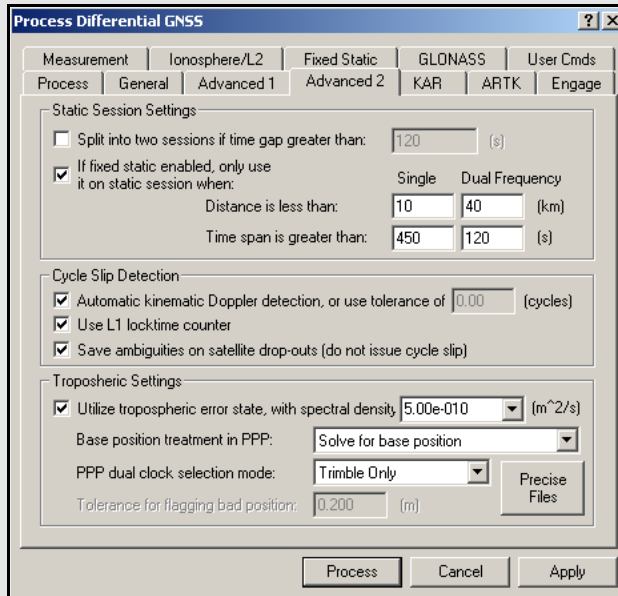 Process Differential GNSS
Measurement Ionosphere/L2 Fixed Static GLONASS User Cmds
Process General Advanced 1 Advanced 2 KAR ARTK Engage
Static Session Settings
Split into two sessions if time gap greater than: 120 (s)
If fixed static enabled, only use
it on static session when: Single Dual Frequency
Distance is less than: 10 40 (km)
Time span is greater than: 450 120 (s)
Cycle Slip Detection
Automatic kinematic Doppler detection, or use tolerance of 0.00 (cycles)
Use L1 locktime counter
Save ambiguities on satellite drop-outs (do not issue cycle slip)
Troposheric Settings
Utilize tropospheric error state, with spectral density 5.00e-010 (m^2/s)
Base position treatment in PPP: Solve for base position
PPP dual clock selection mode: Trimble Only
Precise Files
Tolerance for flagging bad position: 0.200 (m)
Process Cancel Apply